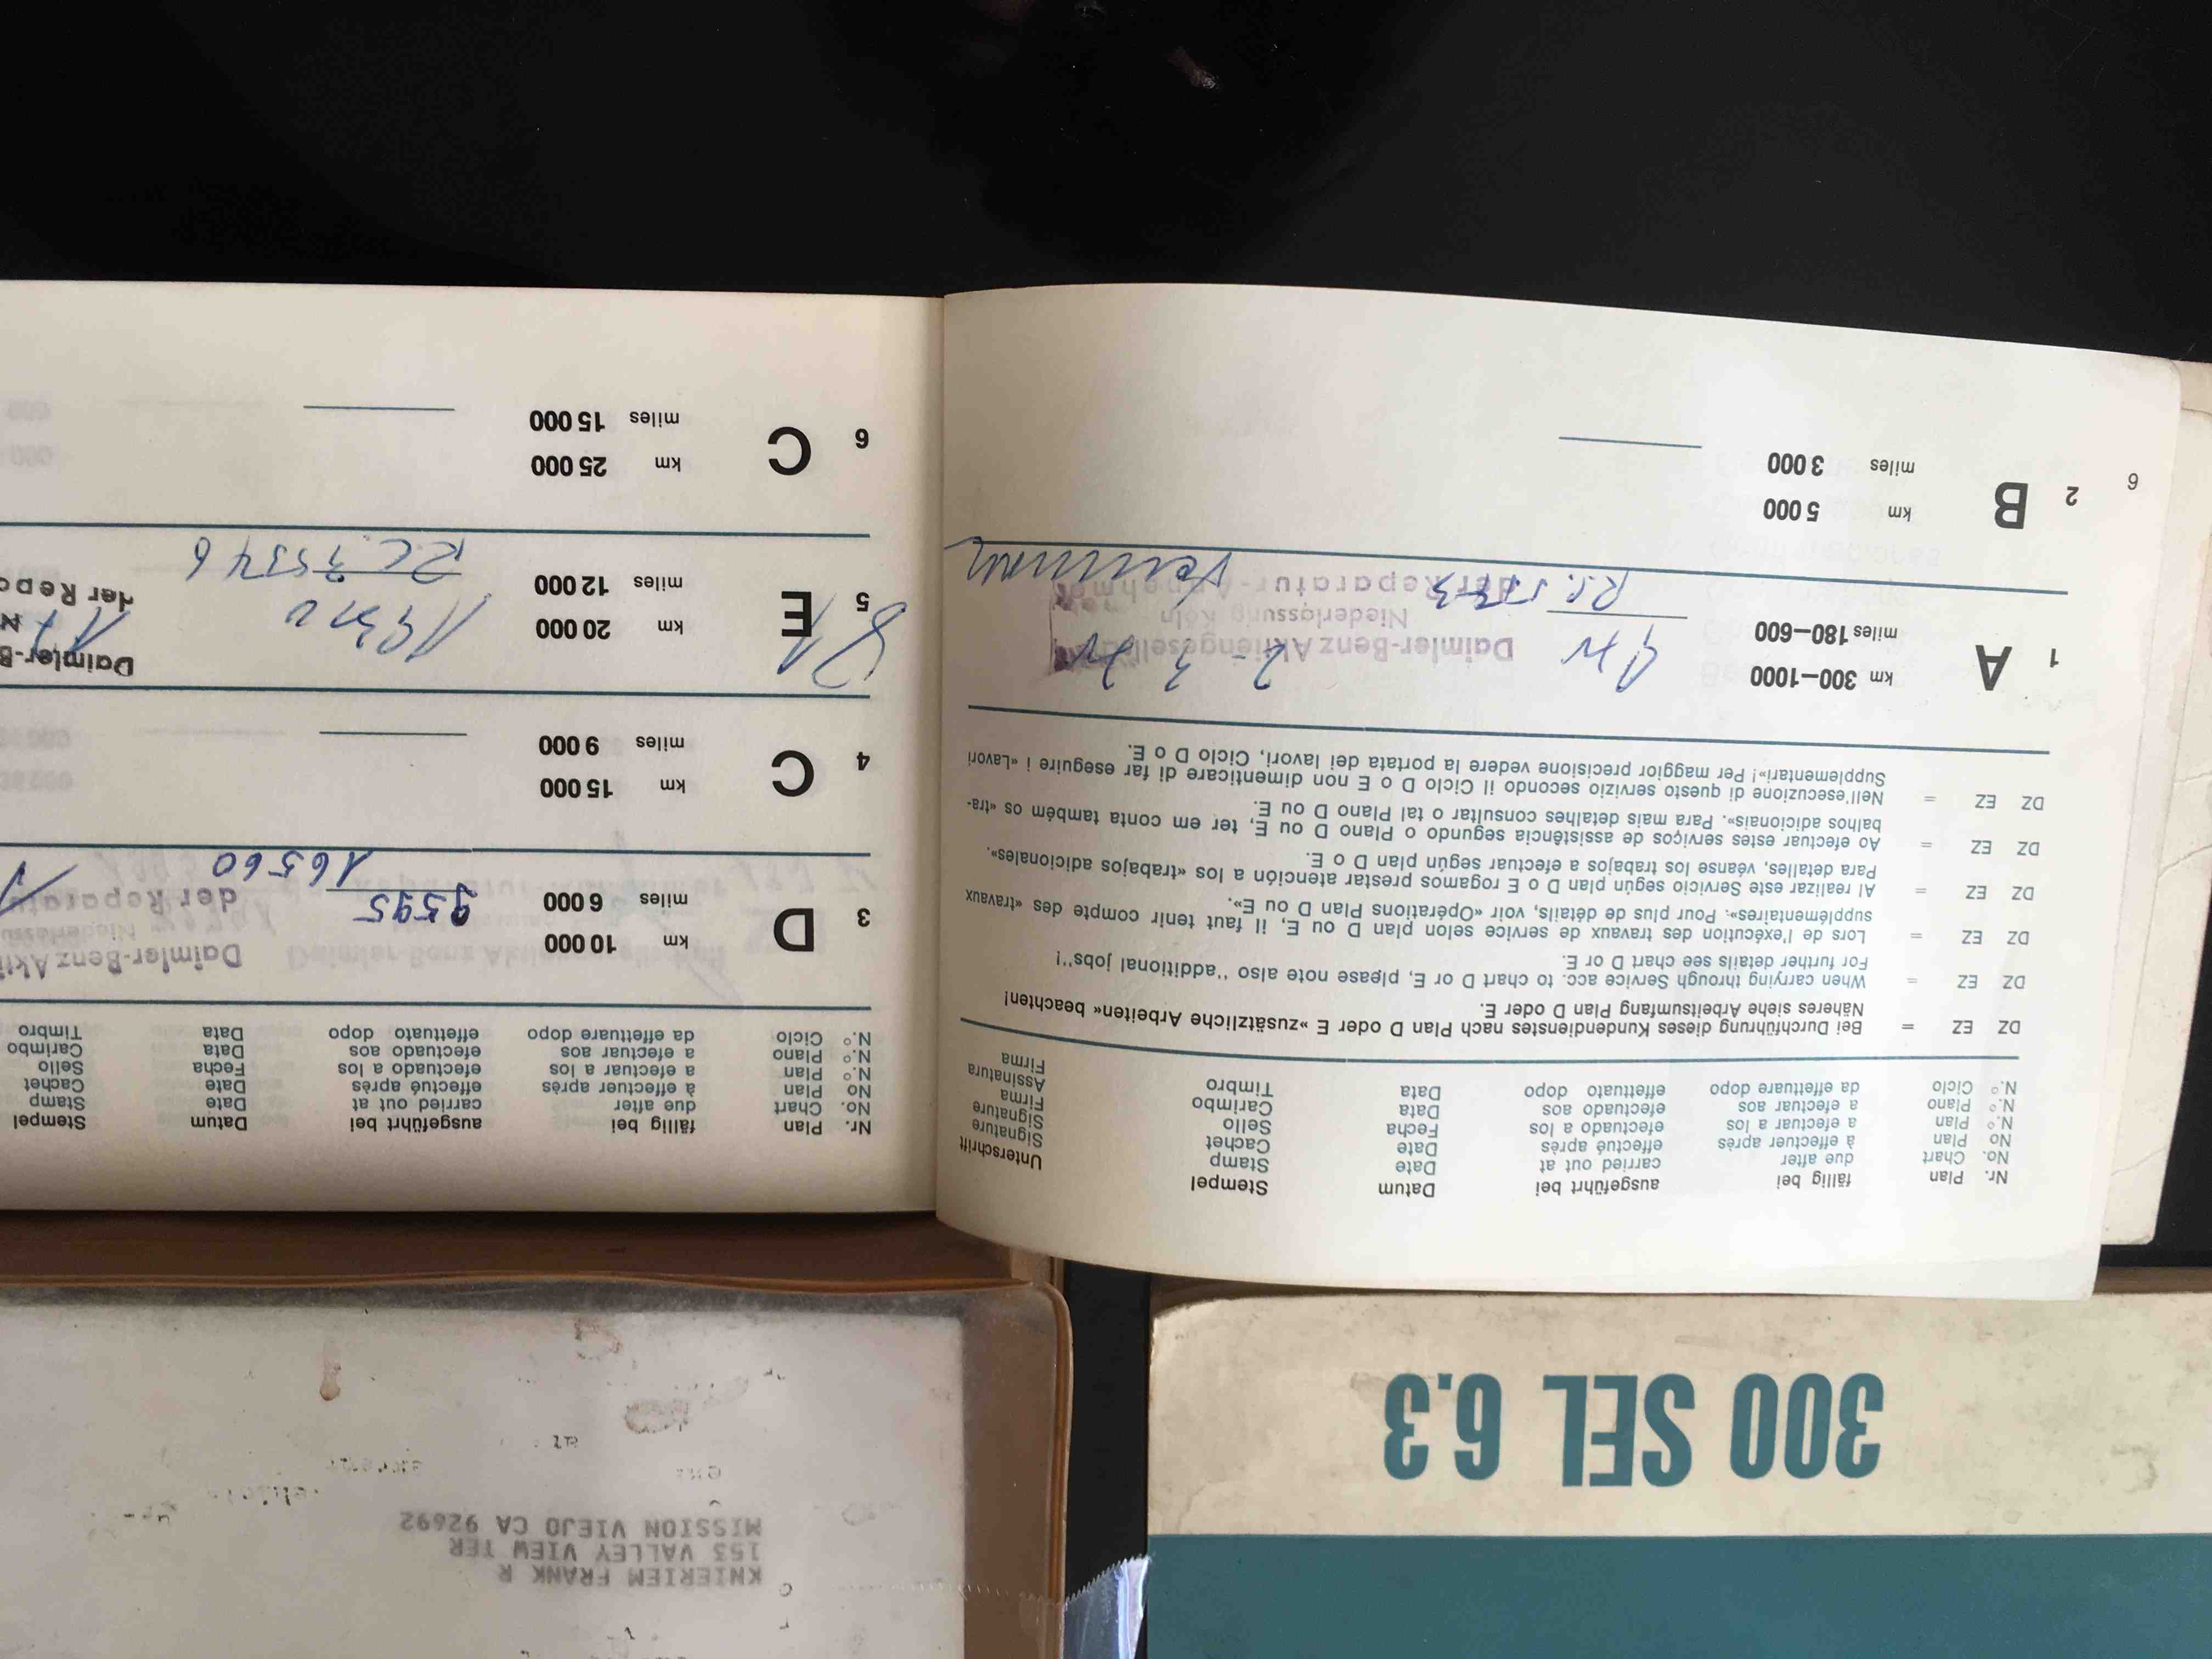 300 SEL 6.3
KNIERIEM FRANK R
153 VALLEY VIEW TER
MISSION VIEJO CA 92692
Nr. Plan fällig bei ausgeführt bei Datum Stempel Unterschrift
No. Chart due after carried out at Date Stamp Signature
No Plan à effectuer après effectué après Date Cachet Signature
N.º Plan a efectuar a los efectuado a los Fecha Sello Firma
N.º Plano a efectuar aos efectuado aos Data Carimbo Assinatura
N.º Ciclo da effettuare dopo effettuato dopo Data Timbro Firma
DZ EZ = Bei Durchführung dieses Kundendienstes nach Plan D oder E »zusätzliche Arbeiten« beachten!
Näheres siehe Arbeitsumfang Plan D oder E.
DZ EZ = When carrying through Service acc. to chart D or E, please note also "additional jobs"!
For further details see chart D or E.
DZ EZ = Lors de l'exécution des travaux de service selon plan D ou E, il faut tenir compte des «travaux
supplémentaires». Pour plus de détails, voir «Opérations Plan D ou E».
DZ EZ = Al realizar este Servicio según plan D o E rogamos prestar atención a los «trabajos adicionales».
Para detalles, véanse los trabajos a efectuar según plan D o E.
DZ EZ = Ao efectuar estes serviços de assistência segundo o Plano D ou E, ter em conta também os «tra-
balhos adicionais». Para mais detalhes consultar o tal Plano D ou E.
DZ EZ = Nell'esecuzione di questo servizio secondo il Ciclo D o E non dimenticare di far eseguire i «Lavori
Supplementari»! Per maggior precisione vedere la portata dei lavori, Ciclo D o E.
1 A km 300–1000
miles 180–600
Daimler-Benz Aktiengesell
Niederlassung Köln
der Reparatur-Annahme
2 B km 5 000
miles 3 000
6
Nr. Plan fällig bei ausgeführt bei Datum Stempel
No. Chart due after carried out at Date Stamp
No Plan à effectuer après effectué après Date Cachet
N.º Plan a efectuar a los efectuado a los Fecha Sello
N.º Plano a efectuar aos efectuado aos Data Carimbo
N.º Ciclo da effettuare dopo effettuato dopo Data Timbro
3 D km 10 000
miles 6 000
9595
16560
Daimler-Benz Akti
Niederlassu
der Reparatu
4 C km 15 000
miles 9 000
5 E km 20 000
miles 12 000
Daimler-B
N
der Repa
6 C km 25 000
miles 15 000